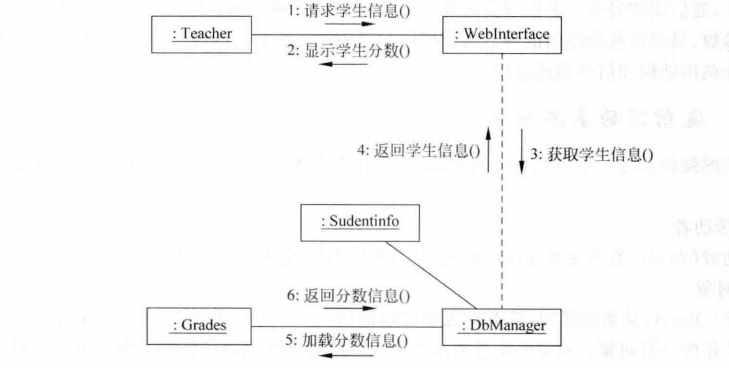 1: 请求学生信息()
: Teacher
: WebInterface
2: 显示学生分数()
4: 返回学生信息()
3: 获取学生信息()
: Sudentinfo
6: 返回分数信息()
: Grades
: DbManager
5: 加载分数信息()